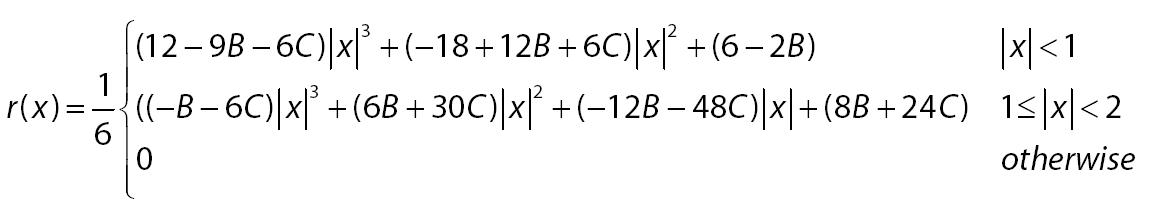 (12 − 9B − 6C)|x|³ + (−18 + 12B + 6C)|x|² + (6 − 2B) |x| < 1
r(x) = 1/6 { ((−B − 6C)|x|³ + (6B + 30C)|x|² + (−12B − 48C)|x| + (8B + 24C) 1 ≤ |x| < 2
0 otherwise